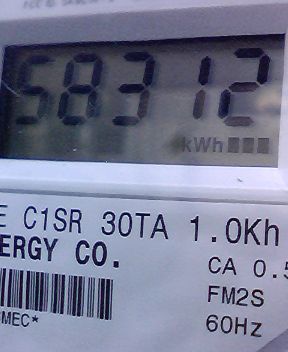 58312
kWh
E C1SR 30TA 1.0Kh
ERGY CO.
CA 0.5
FM2S
MEC*
60Hz